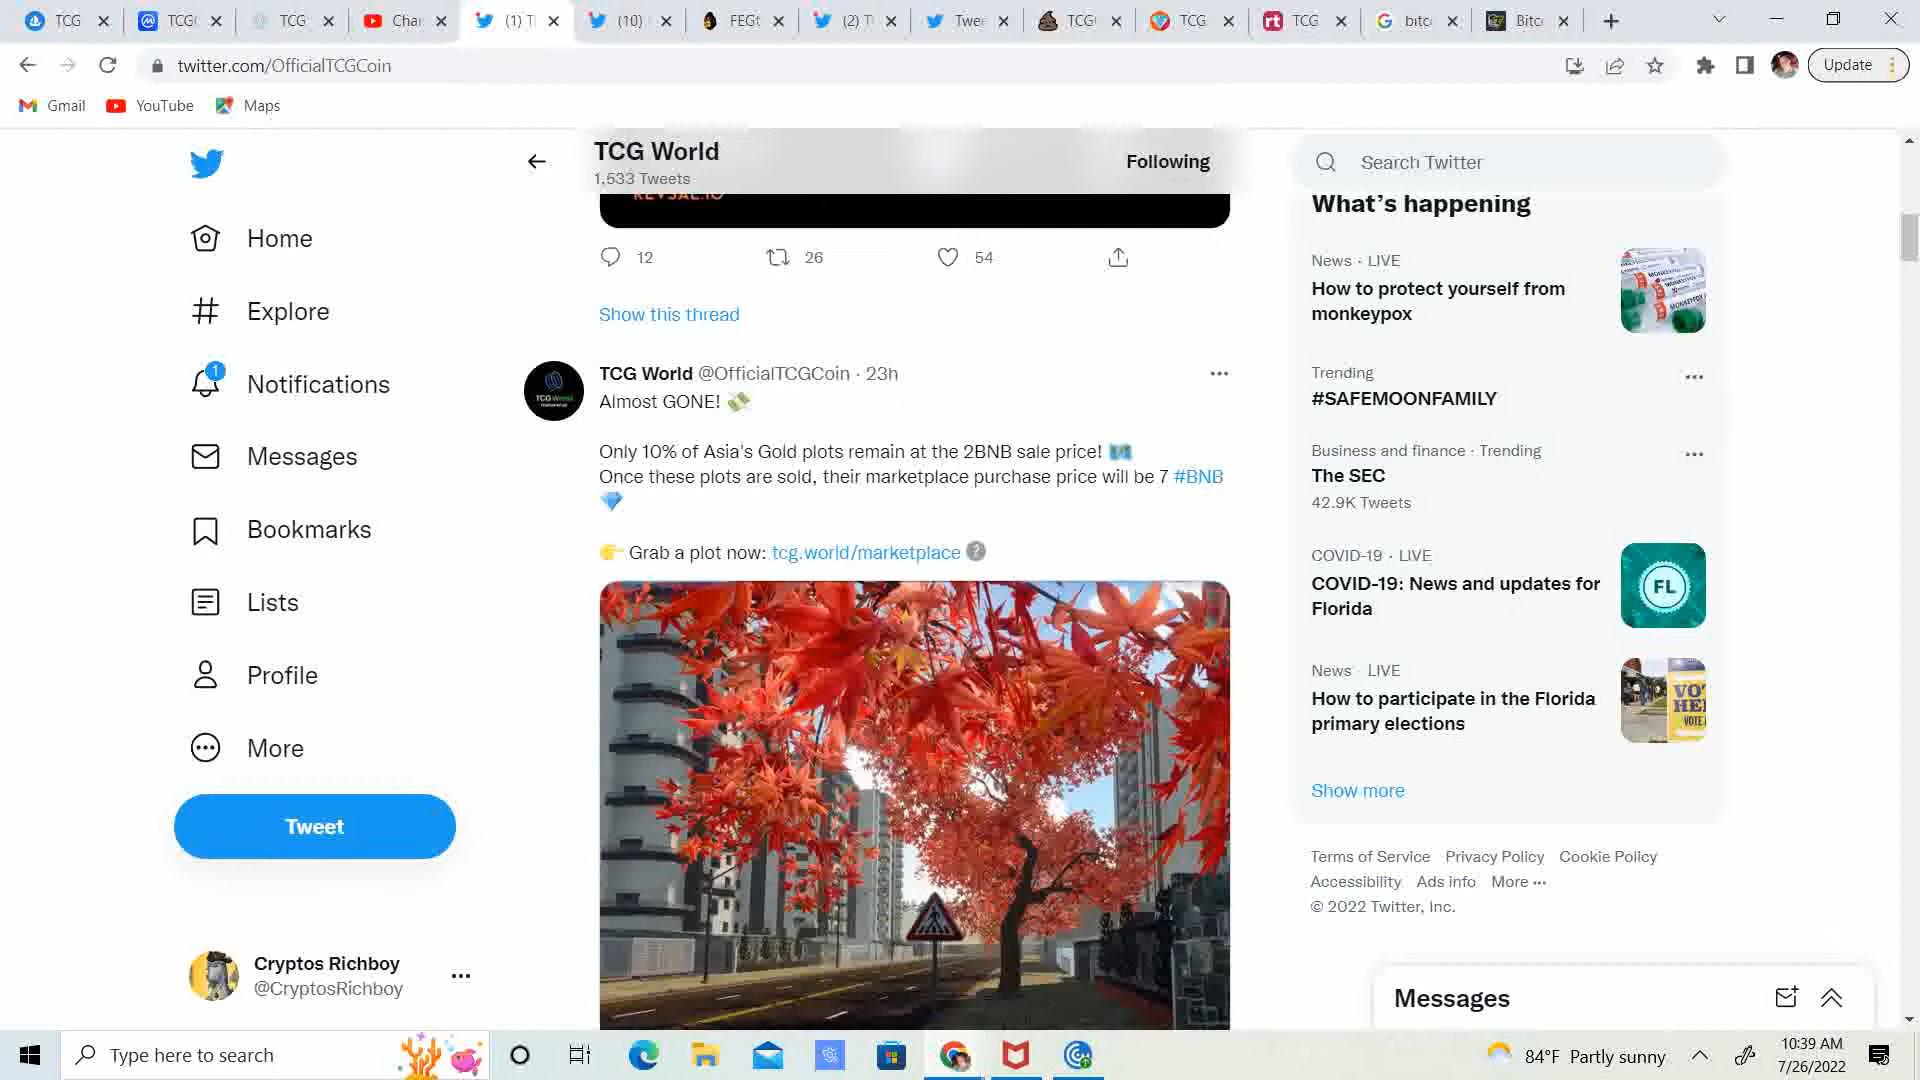 TCG
TCG
TCG
Chai
(1) T
(10)
FEGt
(2) T
Twee
TCG
TCG
TCG
bitc
Bitc
twitter.com/OfficialTCGCoin
Update
Gmail
YouTube
Maps
TCG World
1,533 Tweets
Following
Search Twitter
Home
Explore
1
Notifications
Messages
Bookmarks
Lists
Profile
More
Tweet
Cryptos Richboy
@CryptosRichboy
12
26
54
Show this thread
TCG World @OfficialTCGCoin · 23h
Almost GONE! 💸
Only 10% of Asia's Gold plots remain at the 2BNB sale price! 🗺️
Once these plots are sold, their marketplace purchase price will be 7 #BNB
💎
👉 Grab a plot now: tcg.world/marketplace
What's happening
News · LIVE
How to protect yourself from
monkeypox
Trending
#SAFEMOONFAMILY
Business and finance · Trending
The SEC
42.9K Tweets
COVID-19 · LIVE
COVID-19: News and updates for
Florida
FL
News · LIVE
How to participate in the Florida
primary elections
Show more
Terms of Service Privacy Policy Cookie Policy
Accessibility Ads info More ···
© 2022 Twitter, Inc.
Messages
Type here to search
84°F Partly sunny
10:39 AM
7/26/2022